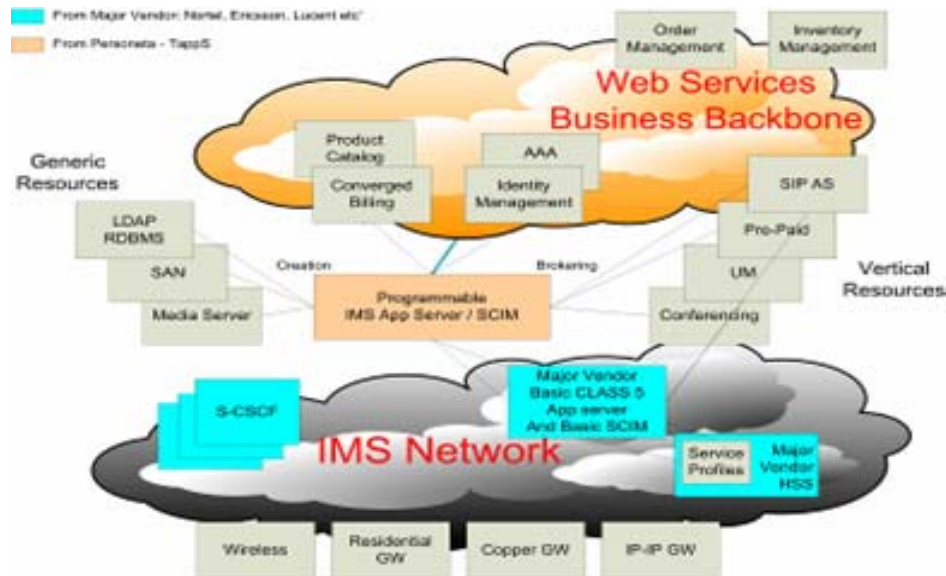 From Major Vendor: Nortel, Ericsson, Lucent etc'
From Personeta - TappS
Order
Management
Inventory
Management
Web Services
Business Backbone
Product
Catalog
AAA
Generic
Resources
Converged
Billing
Identity
Management
SIP AS
LDAP
RDBMS
Pre-Paid
SAN
Creation
Brokering
UM
Vertical
Resources
Media Server
Programmable
IMS App Server / SCIM
Conferencing
S-CSCF
Major Vendor
Basic CLASS 5
App server
And Basic SCIM
IMS Network
Service
Profiles
Major
Vendor
HSS
Wireless
Residential
GW
Copper GW
IP-IP GW